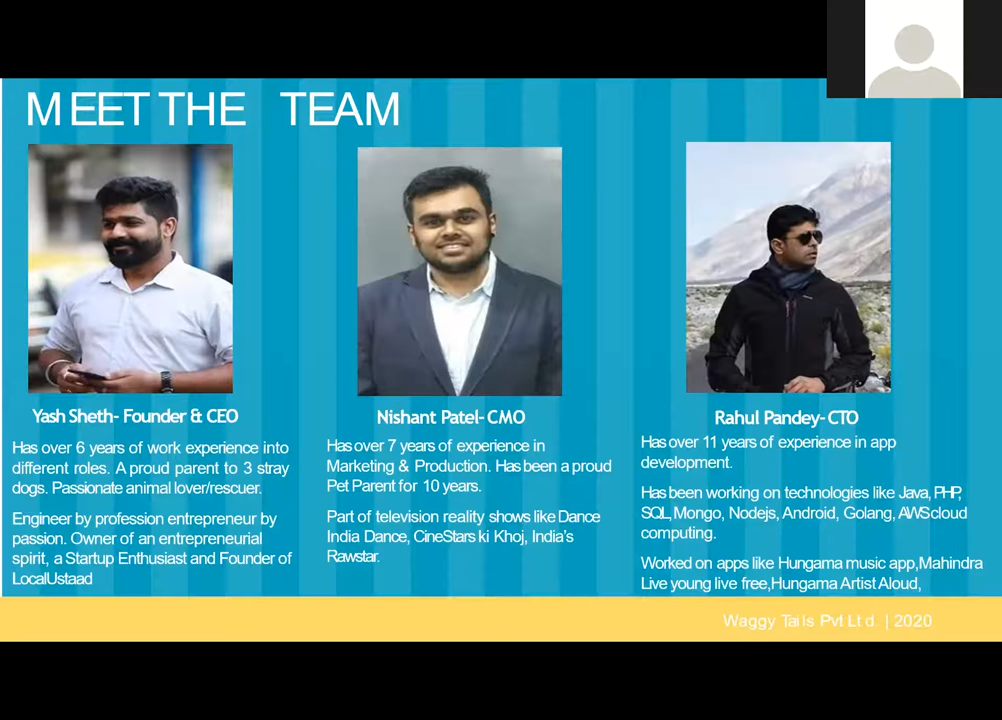 MEET THE TEAM
Yash Sheth- Founder & CEO
Has over 6 years of work experience into
different roles. A proud parent to 3 stray
dogs. Passionate animal lover/rescuer.
Engineer by profession entrepreneur by
passion. Owner of an entrepreneurial
spirit, a Startup Enthusiast and Founder of
LocalUstaad
Nishant Patel- CMO
Has over 7 years of experience in
Marketing & Production. Has been a proud
Pet Parent for 10 years.
Part of television reality shows like Dance
India Dance, CineStars ki Khoj, India's
Rawstar.
Rahul Pandey- CTO
Has over 11 years of experience in app
development.
Has been working on technologies like Java, PHP,
SQL, Mongo, Nodejs, Android, Golang, AWS cloud
computing.
Worked on apps like Hungama music app,Mahindra
Live young live free,Hungama Artist Aloud,
Waggy Tails Pvt Ltd. | 2020